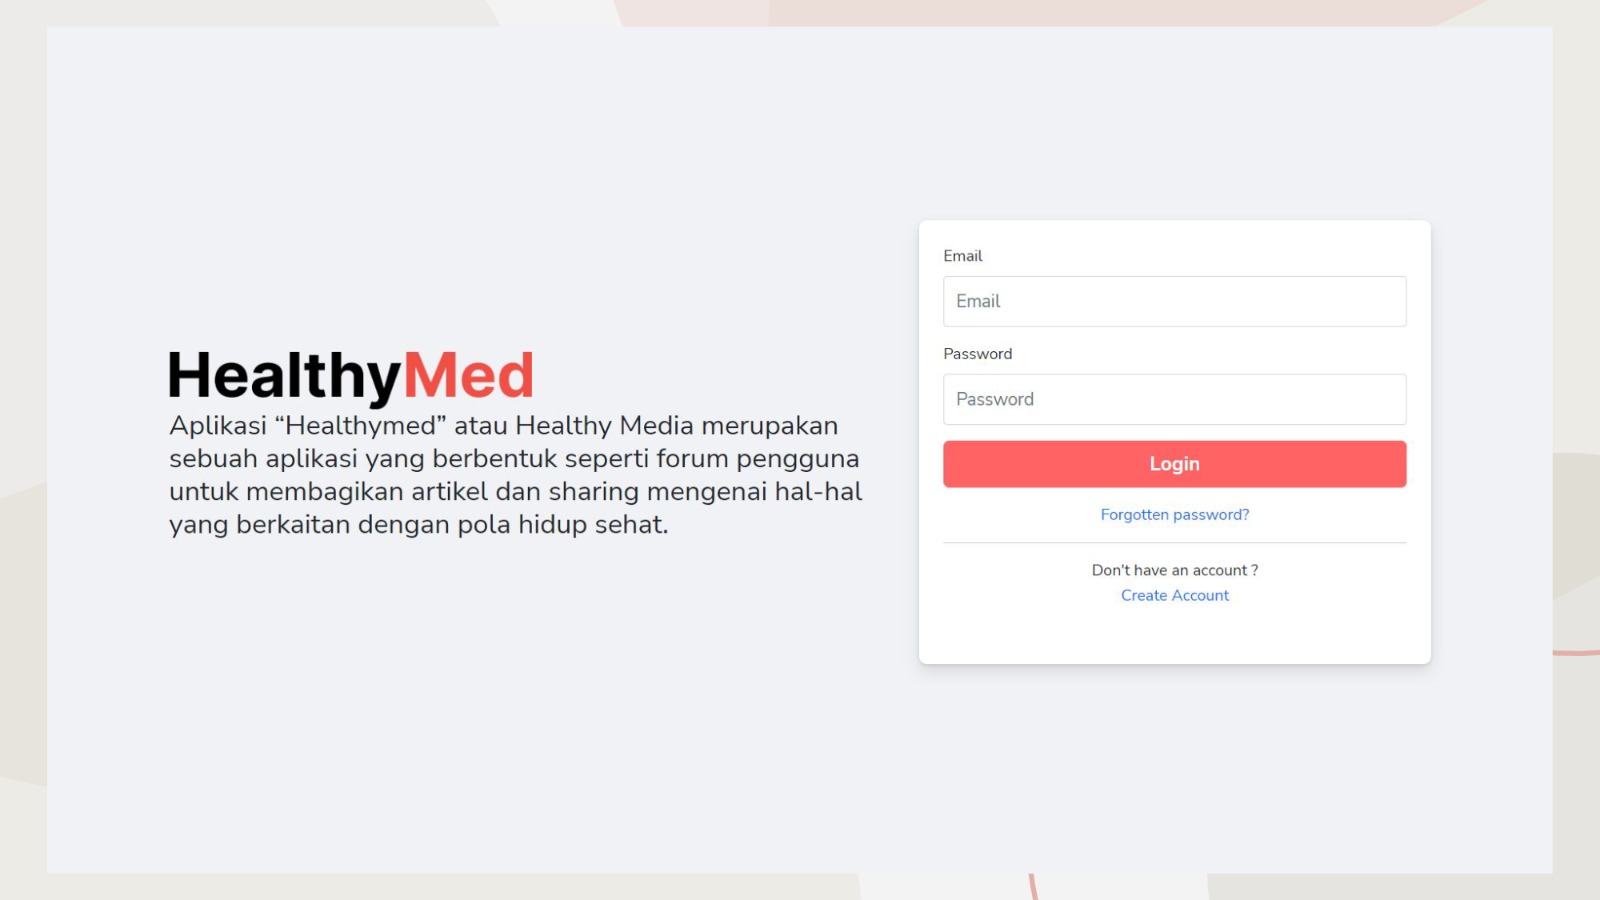 HealthyMed
Aplikasi “Healthymed” atau Healthy Media merupakan
sebuah aplikasi yang berbentuk seperti forum pengguna
untuk membagikan artikel dan sharing mengenai hal-hal
yang berkaitan dengan pola hidup sehat.
Email
Email
Password
Password
Login
Forgotten password?
Don't have an account ?
Create Account